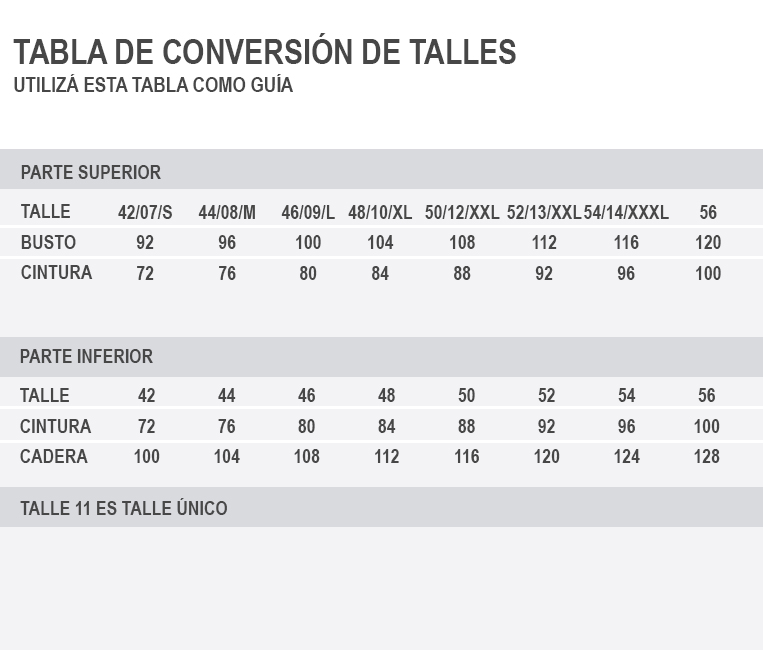 TABLA DE CONVERSIÓN DE TALLES
UTILIZÁ ESTA TABLA COMO GUÍA
PARTE SUPERIOR
TALLE 42/07/S 44/08/M 46/09/L 48/10/XL 50/12/XXL 52/13/XXL 54/14/XXXL 56
BUSTO 92 96 100 104 108 112 116 120
CINTURA 72 76 80 84 88 92 96 100
PARTE INFERIOR
TALLE 42 44 46 48 50 52 54 56
CINTURA 72 76 80 84 88 92 96 100
CADERA 100 104 108 112 116 120 124 128
TALLE 11 ES TALLE ÚNICO